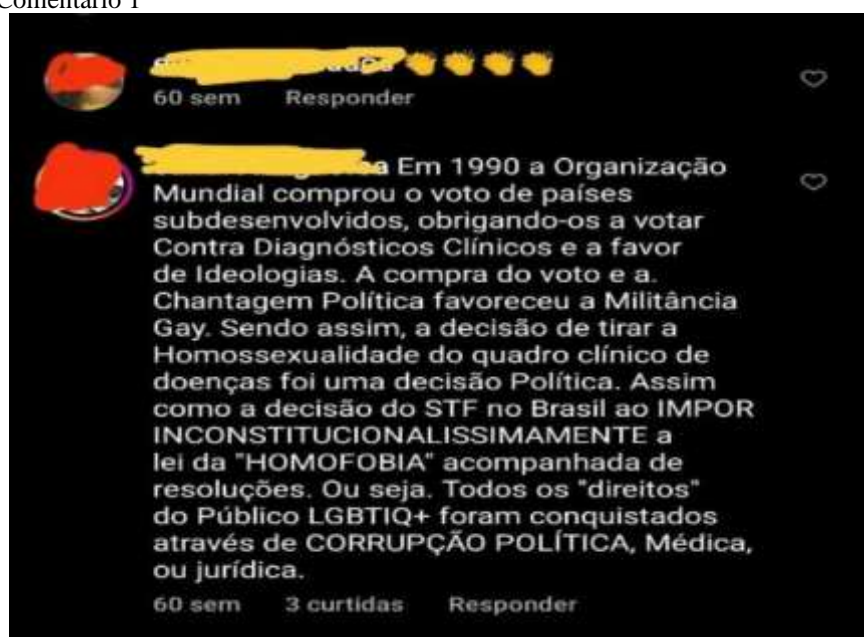 Comentário 1
👏👏👏👏
60 sem Responder
Em 1990 a Organização
Mundial comprou o voto de países
subdesenvolvidos, obrigando-os a votar
Contra Diagnósticos Clínicos e a favor
de Ideologias. A compra do voto e a.
Chantagem Política favoreceu a Militância
Gay. Sendo assim, a decisão de tirar a
Homossexualidade do quadro clínico de
doenças foi uma decisão Política. Assim
como a decisão do STF no Brasil ao IMPOR
INCONSTITUCIONALISSIMAMENTE a
lei da "HOMOFOBIA" acompanhada de
resoluções. Ou seja. Todos os "direitos"
do Público LGBTIQ+ foram conquistados
através de CORRUPÇÃO POLÍTICA, Médica,
ou jurídica.
60 sem 3 curtidas Responder